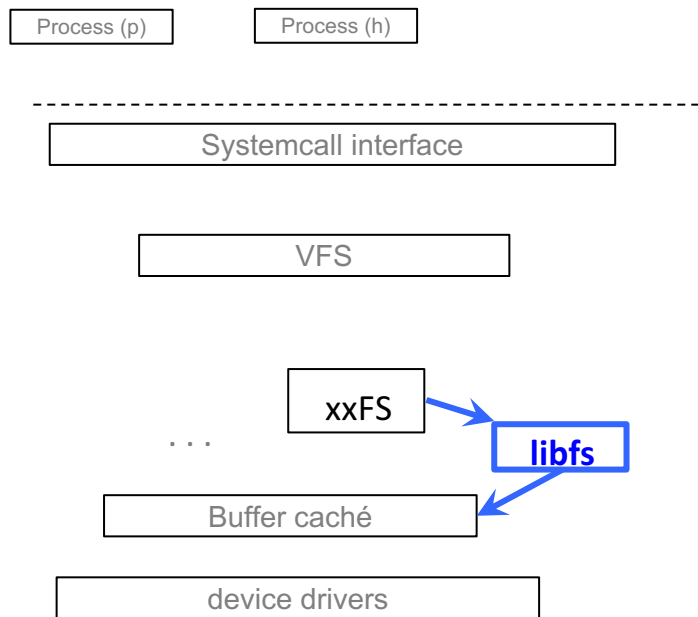 Process (p)
Process (h)
Systemcall interface
VFS
xxFS
. . .
libfs
Buffer caché
device drivers